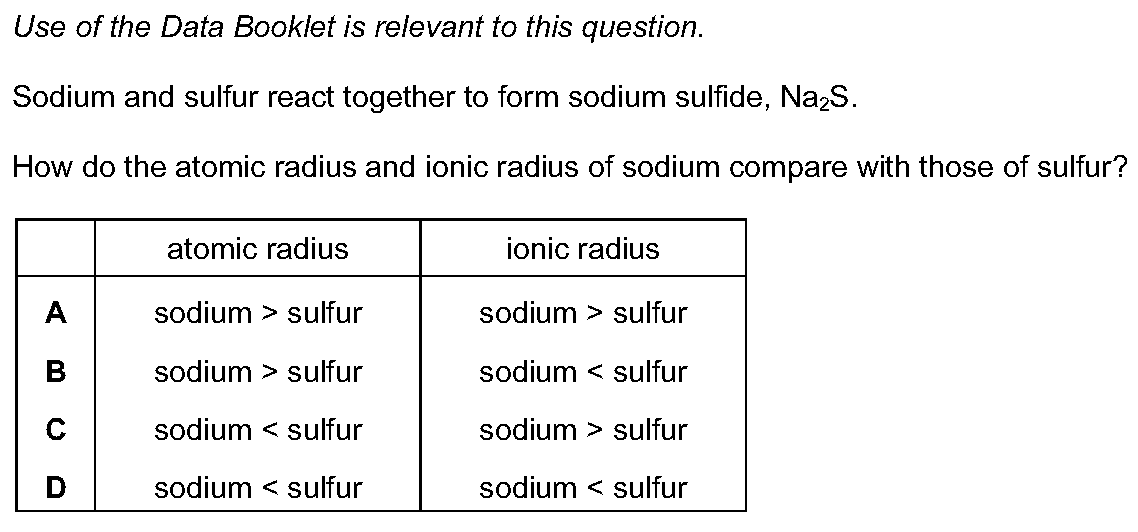 Use of the Data Booklet is relevant to this question.
Sodium and sulfur react together to form sodium sulfide, Na₂S.
How do the atomic radius and ionic radius of sodium compare with those of sulfur?
atomic radius ionic radius
A sodium > sulfur sodium > sulfur
B sodium > sulfur sodium < sulfur
C sodium < sulfur sodium > sulfur
D sodium < sulfur sodium < sulfur